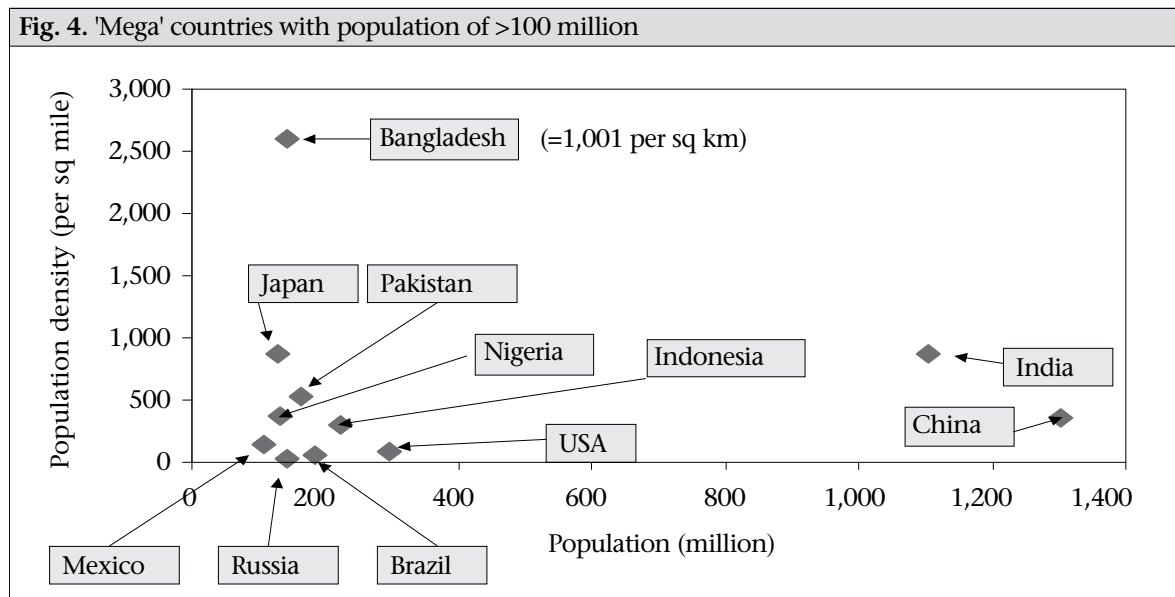 Fig. 4. 'Mega' countries with population of >100 million
Population density (per sq mile)
3,000
2,500
2,000
1,500
1,000
500
0
Bangladesh (=1,001 per sq km)
Japan
Pakistan
Nigeria
Indonesia
India
China
USA
0 200 400 600 800 1,000 1,200 1,400
Population (million)
Mexico
Russia
Brazil